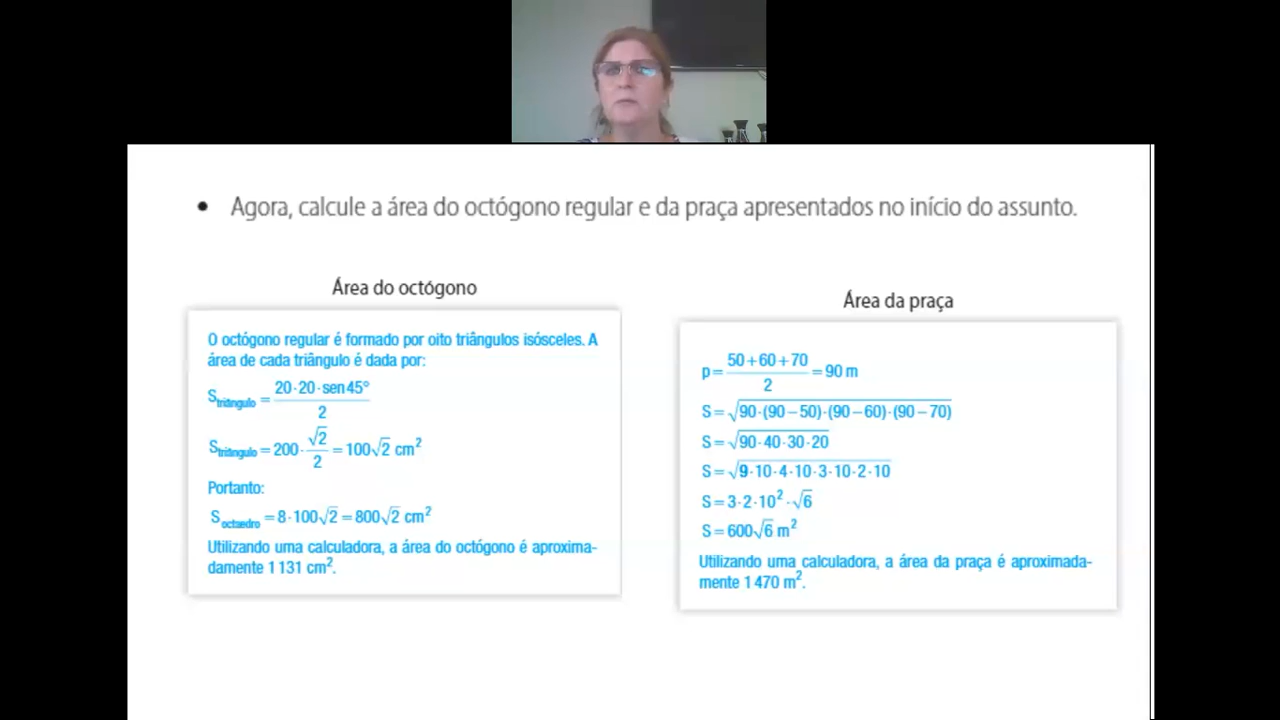 • Agora, calcule a área do octógono regular e da praça apresentados no início do assunto.
Área do octógono
O octógono regular é formado por oito triângulos isósceles. A
área de cada triângulo é dada por:
S triângulo = 20·20·sen45° / 2
S triângulo = 200·√2/2 = 100√2 cm²
Portanto:
S octaedro = 8·100√2 = 800√2 cm²
Utilizando uma calculadora, a área do octógono é aproxima-
damente 1 131 cm².
Área da praça
p = 50+60+70 / 2 = 90 m
S = √90·(90−50)·(90−60)·(90−70)
S = √90·40·30·20
S = √9·10·4·10·3·10·2·10
S = 3·2·10²·√6
S = 600√6 m²
Utilizando uma calculadora, a área da praça é aproximada-
mente 1 470 m².